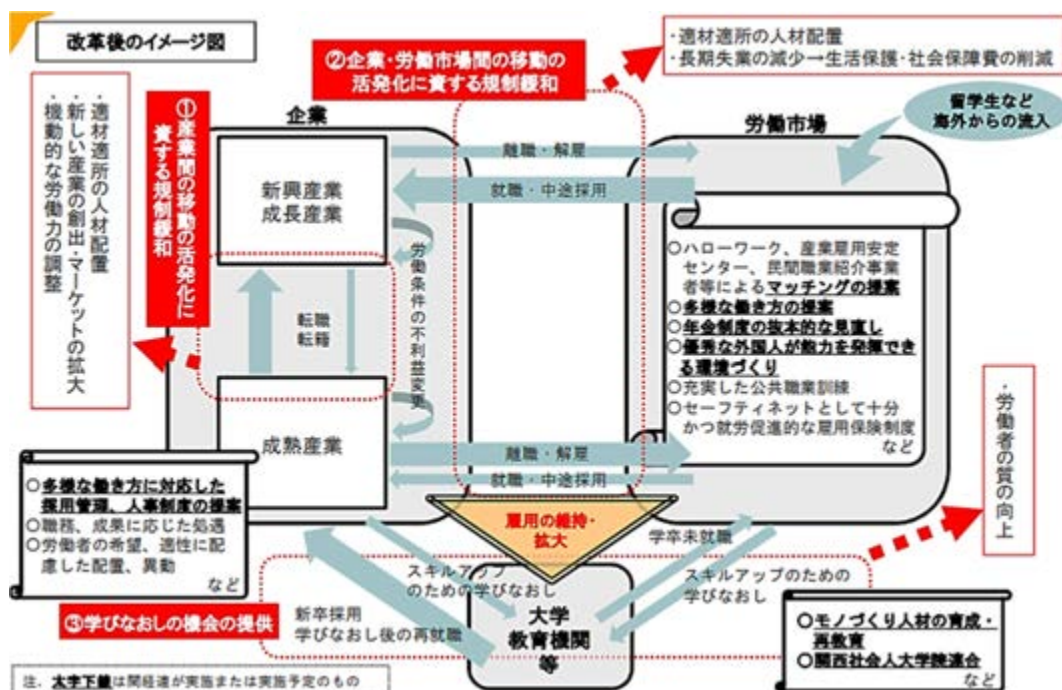 改革後のイメージ図
②企業・労働市場間の移動の
活発化に資する規制緩和
・適材適所の人材配置
・長期失業の減少→生活保護・社会保障費の削減
・適材適所の人材配置
・新しい産業の創出・マーケットの拡大
・機動的な労働力の調整
①産業間の移動の活発化に
資する規制緩和
企業
労働市場
留学生など
海外からの流入
新興産業
成長産業
離職・解雇
就職・中途採用
労働条件の不利益変更
転職
転籍
成熟産業
離職・解雇
就職・中途採用
○ハローワーク、産業雇用安定
センター、民間職業紹介事業
者等によるマッチングの提案
○多様な働き方の提案
○年金制度の抜本的な見直し
○優秀な外国人が能力を発揮でき
る環境づくり
○充実した公共職業訓練
○セーフティネットとして十分
かつ就労促進的な雇用保険制度
など
・労働者の質の向上
○多様な働き方に対応した
採用管理、人事制度の提案
○職務、成果に応じた処遇
○労働者の希望、適性に配
慮した配置、異動
など
雇用の維持・
拡大
学卒未就職
スキルアップ
のための学びなおし
スキルアップのための
学びなおし
③学びなおしの機会の提供
新卒採用
学びなおし後の再就職
大学
教育機関
等
○モノづくり人材の育成・
再教育
○関西社会人大学院連合
など
注．太字下線は関経連が実施または実施予定のもの